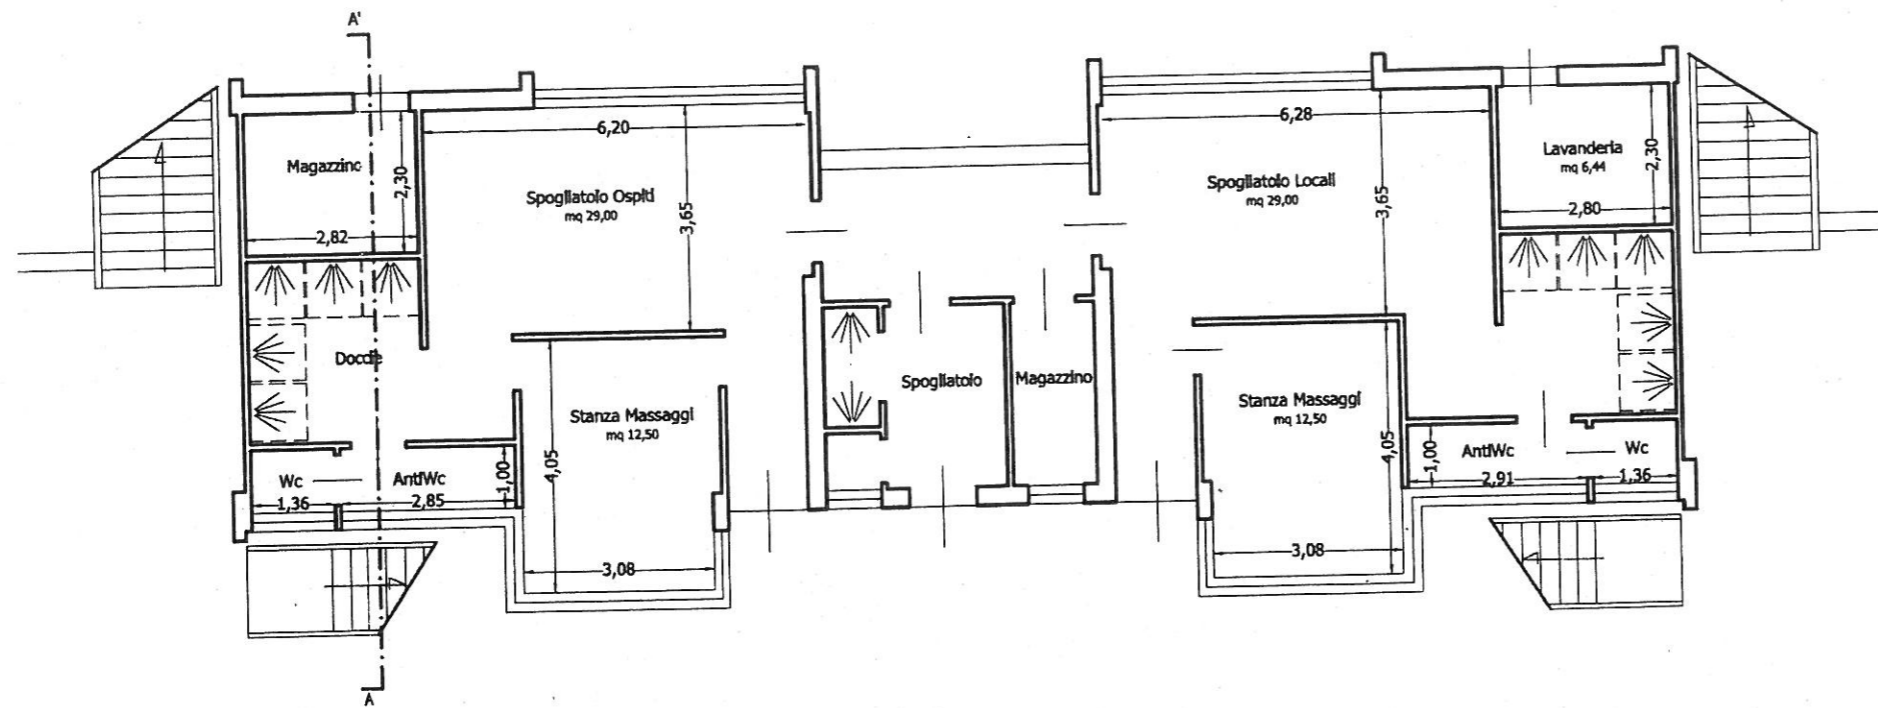 A'
6,20
6,28
Magazzino
2,30
2,82
Spogliatoio Ospiti
mq 29,00
3,65
Spogliatoio Locali
mq 29,00
3,65
Lavanderia
mq 6,44
2,30
2,80
Doccie
Stanza Massaggi
mq 12,50
4,05
3,08
Spogliatoio
Magazzino
Stanza Massaggi
mq 12,50
4,05
3,08
Wc
1,36
AntiWc
2,85
1,00
1,00
AntiWc
2,91
Wc
1,36
A